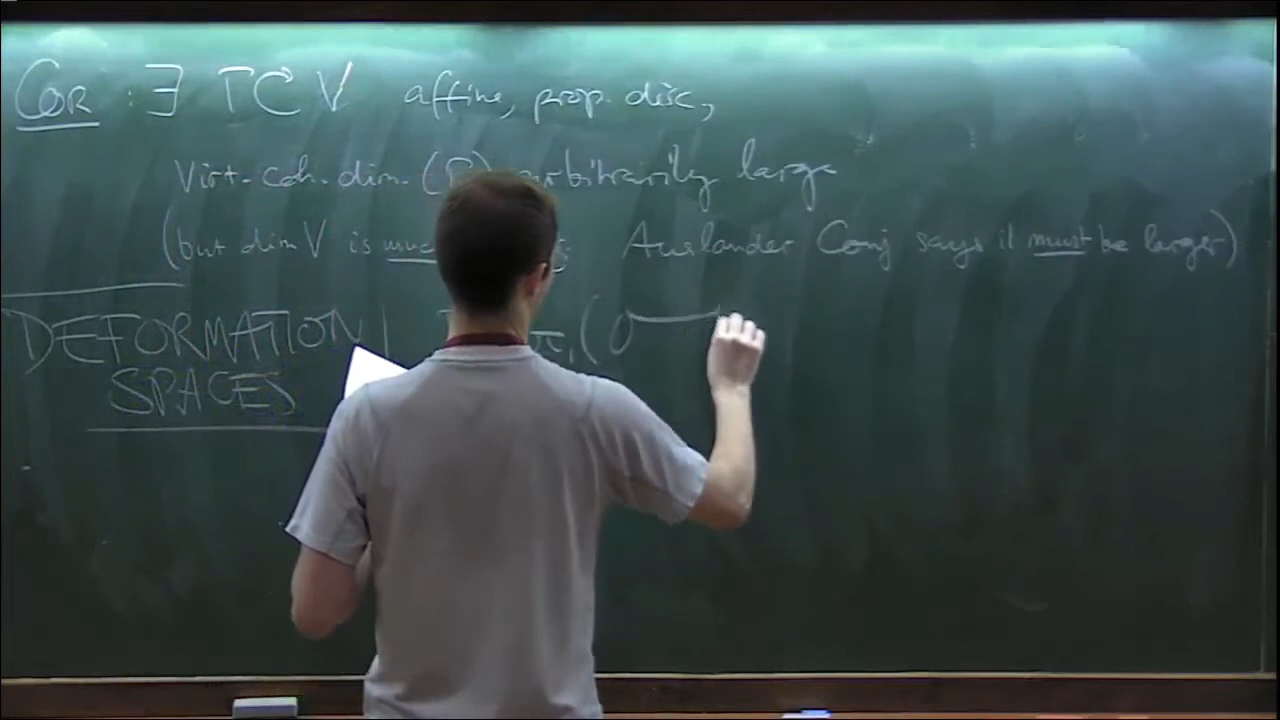 COR : ∃ Γ ⟳ V affine, prop. disc,
Virt. coh. dim. (Γ) arbitrarily large
(but dim V is Auslander Conj says it must be larger)
DEFORMATION π₁(
SPACES